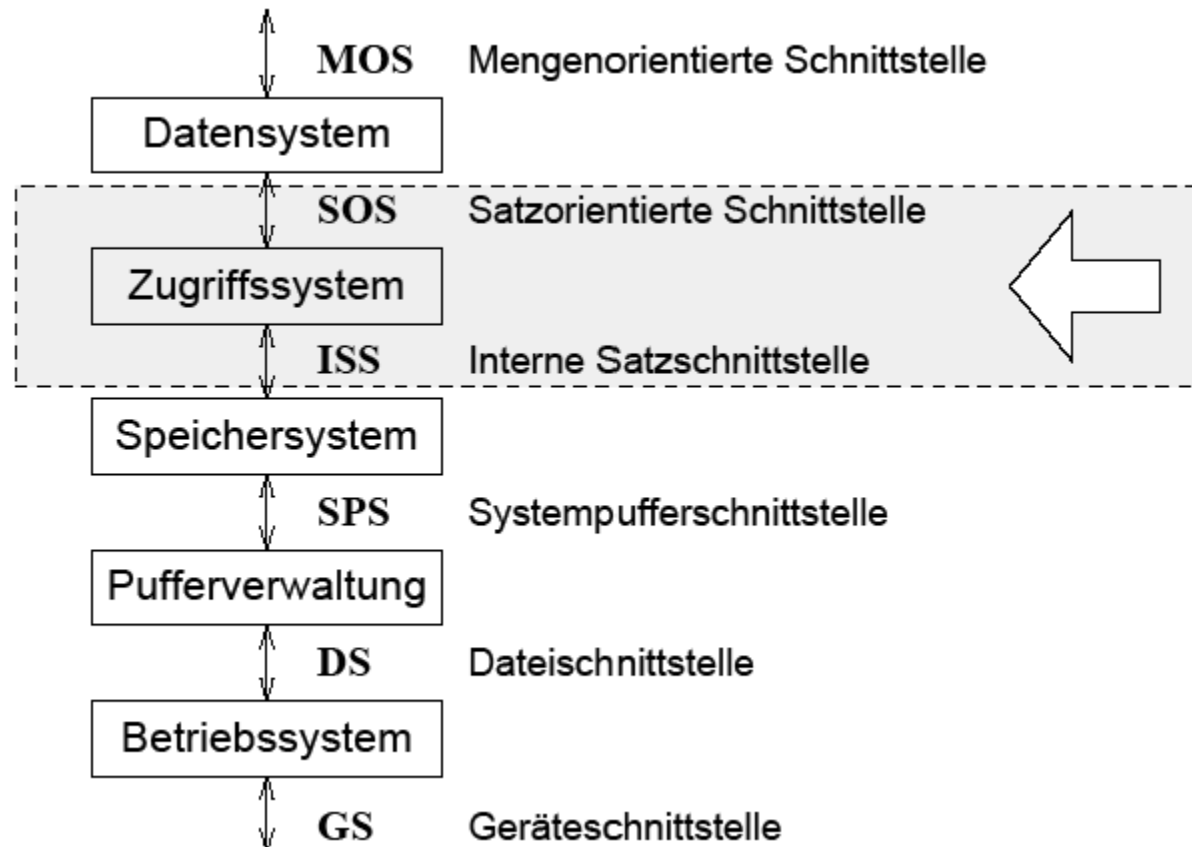 MOS Mengenorientierte Schnittstelle
Datensystem
SOS Satzorientierte Schnittstelle
Zugriffssystem
ISS Interne Satzschnittstelle
Speichersystem
SPS Systempufferschnittstelle
Pufferverwaltung
DS Dateischnittstelle
Betriebssystem
GS Geräteschnittstelle